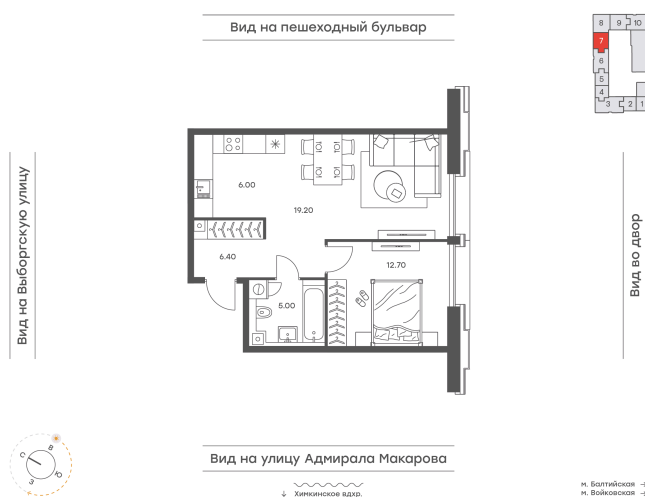 Вид на пешеходный бульвар
8 9 10
7
6
5
4
3 2 1
Вид на Выборгскую улицу
6.00
19.20
6.40
12.70
5.00
Вид во двор
В
С
Ю
З
Вид на улицу Адмирала Макарова
↓ Химкинское вдхр.
м. Балтийская
м. Войковская